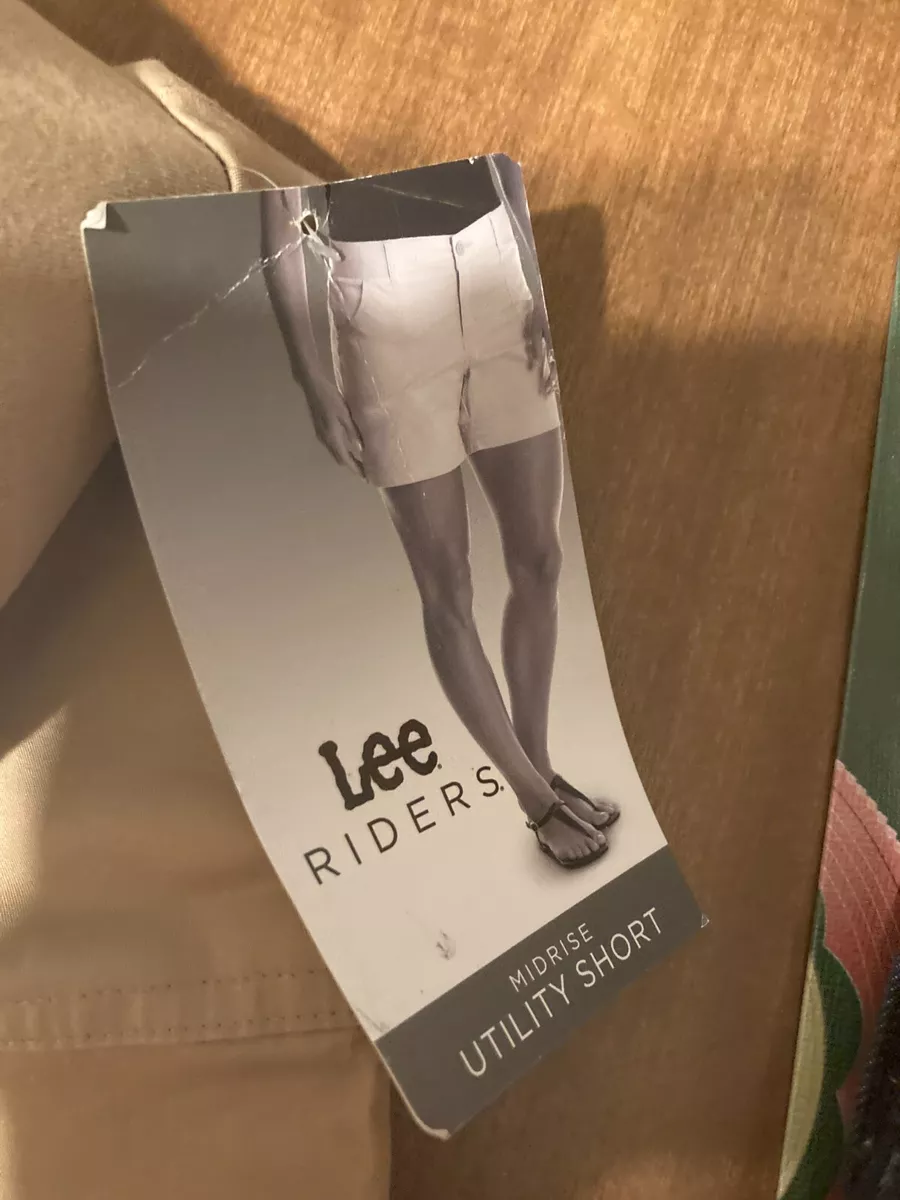 Lee
RIDERS.
MIDRISE
UTILITY SHORT